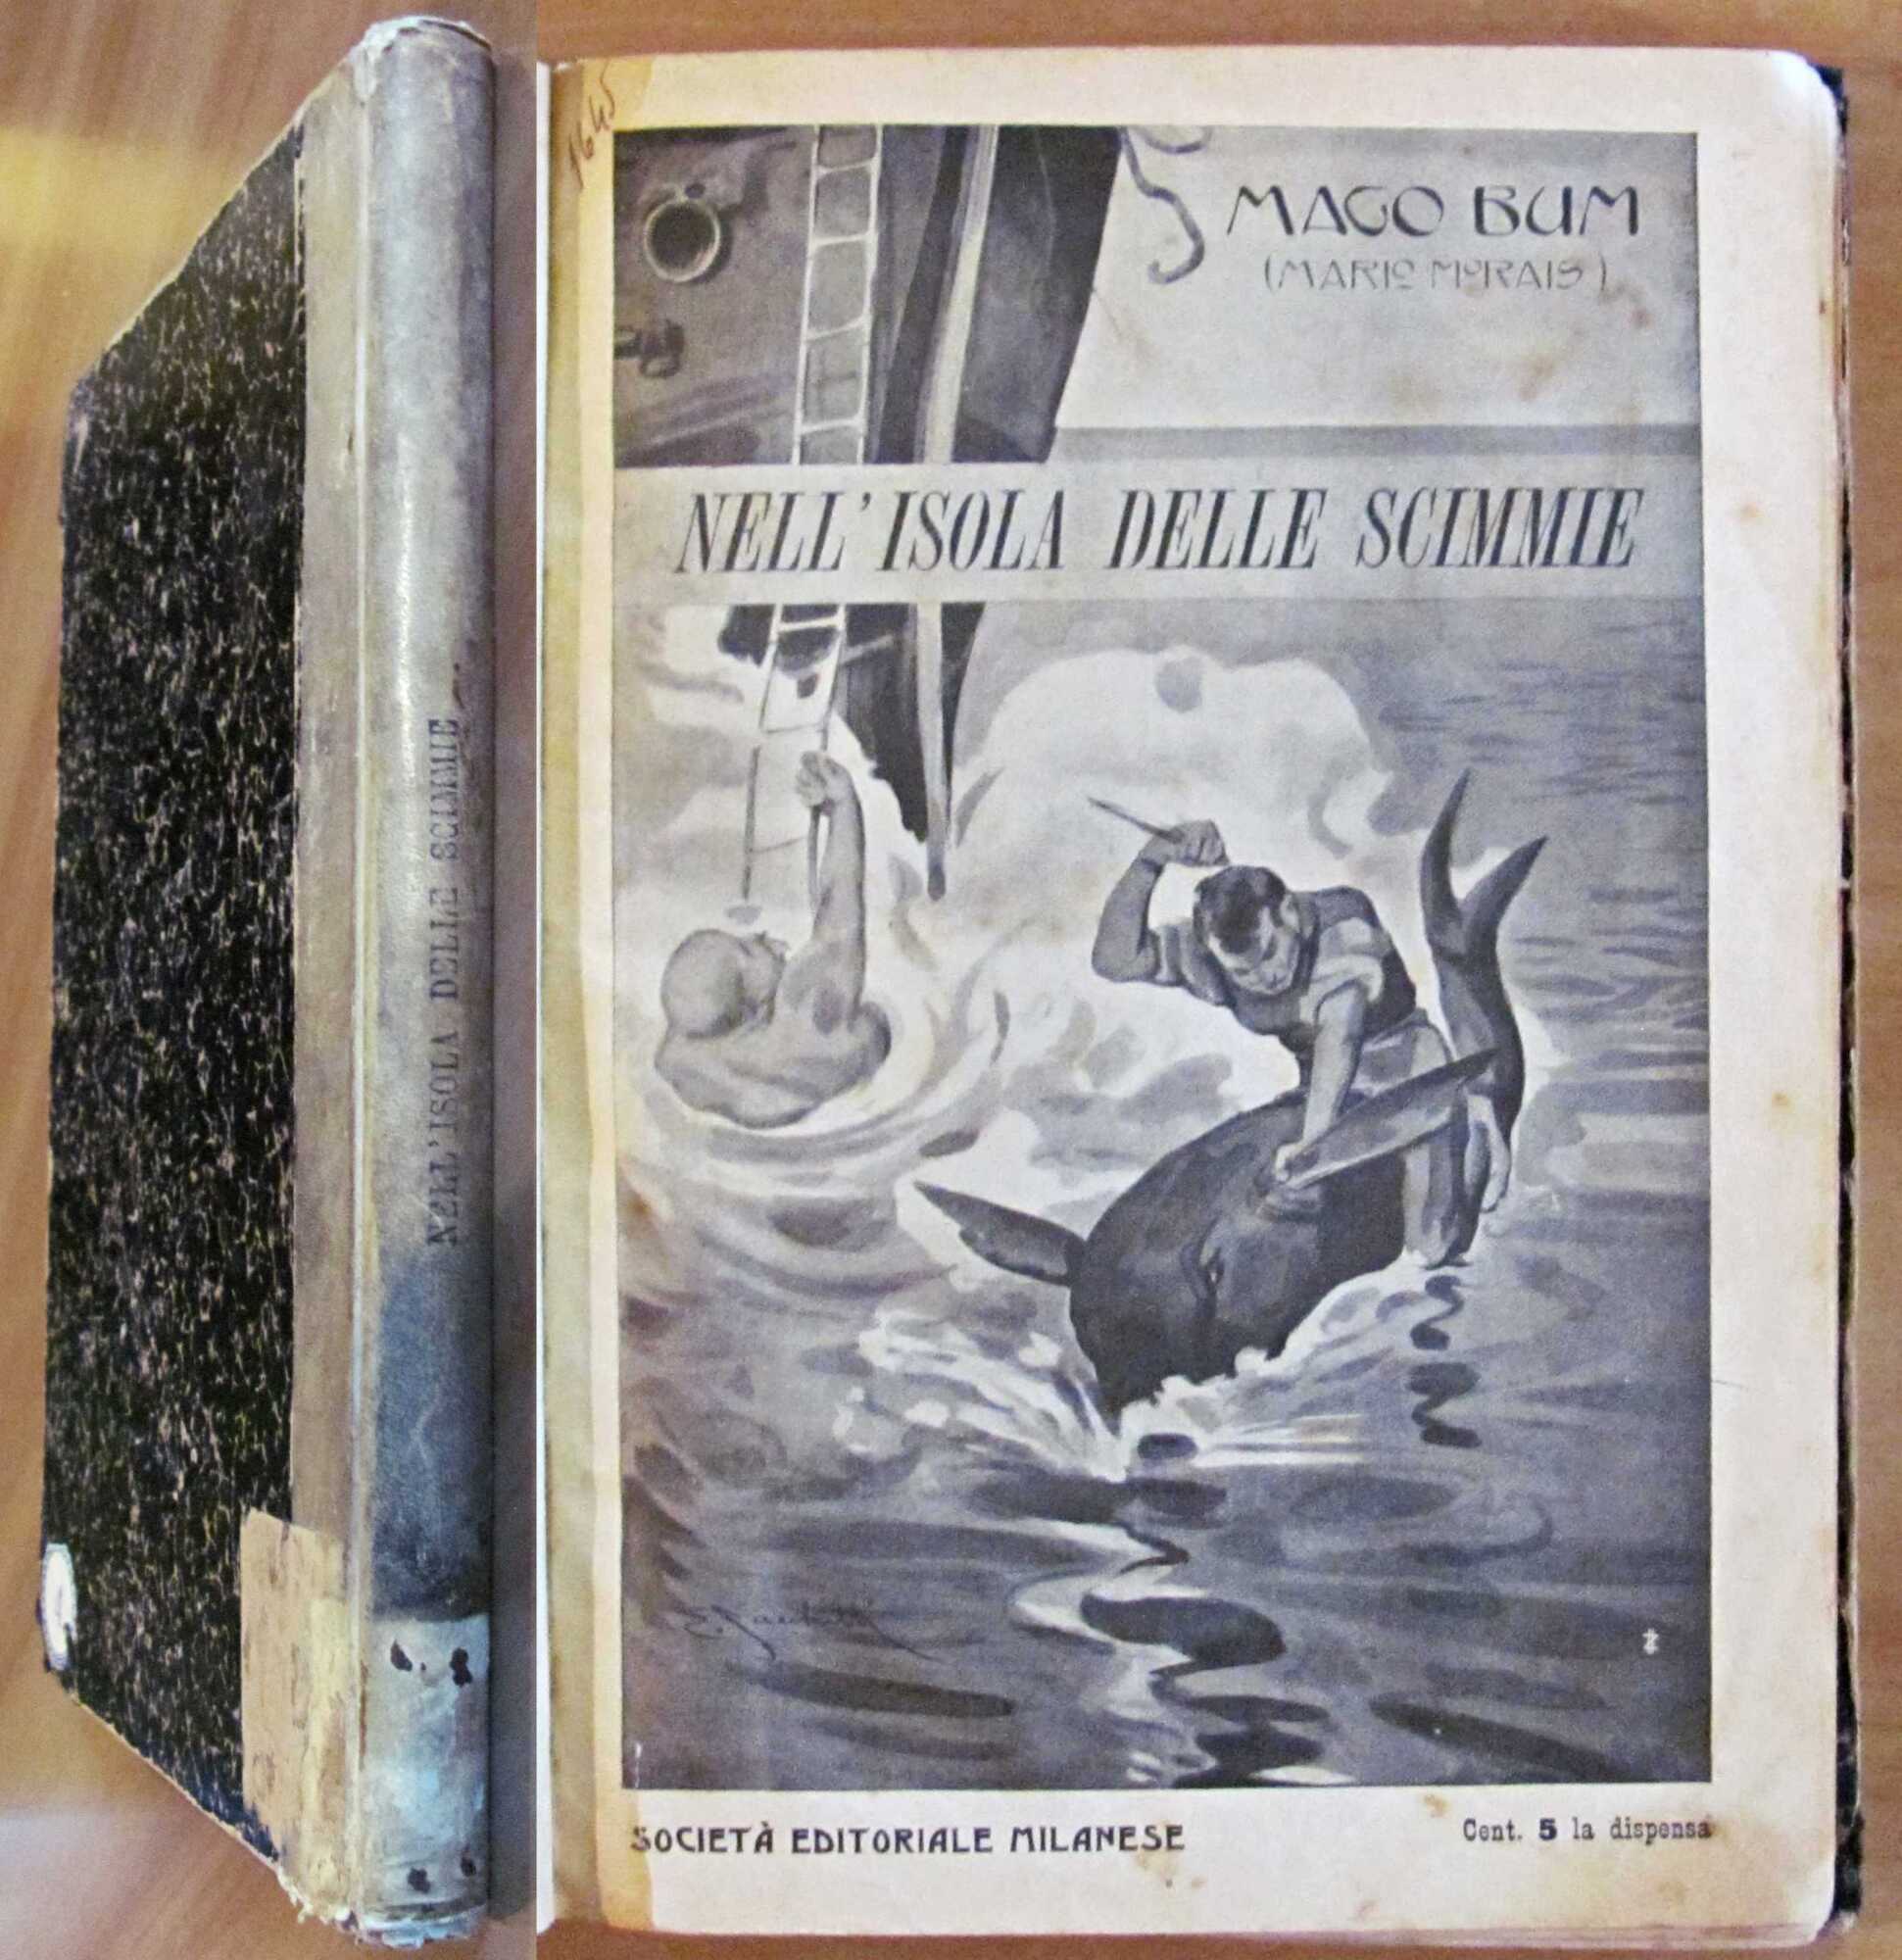 NELL'ISOLA DELLE SCIMMIE
1645
MAGO BUM
(MARIO MORAIS)
NELL'ISOLA DELLE SCIMMIE
SOCIETÀ EDITORIALE MILANESE
Cent. 5 la dispensa